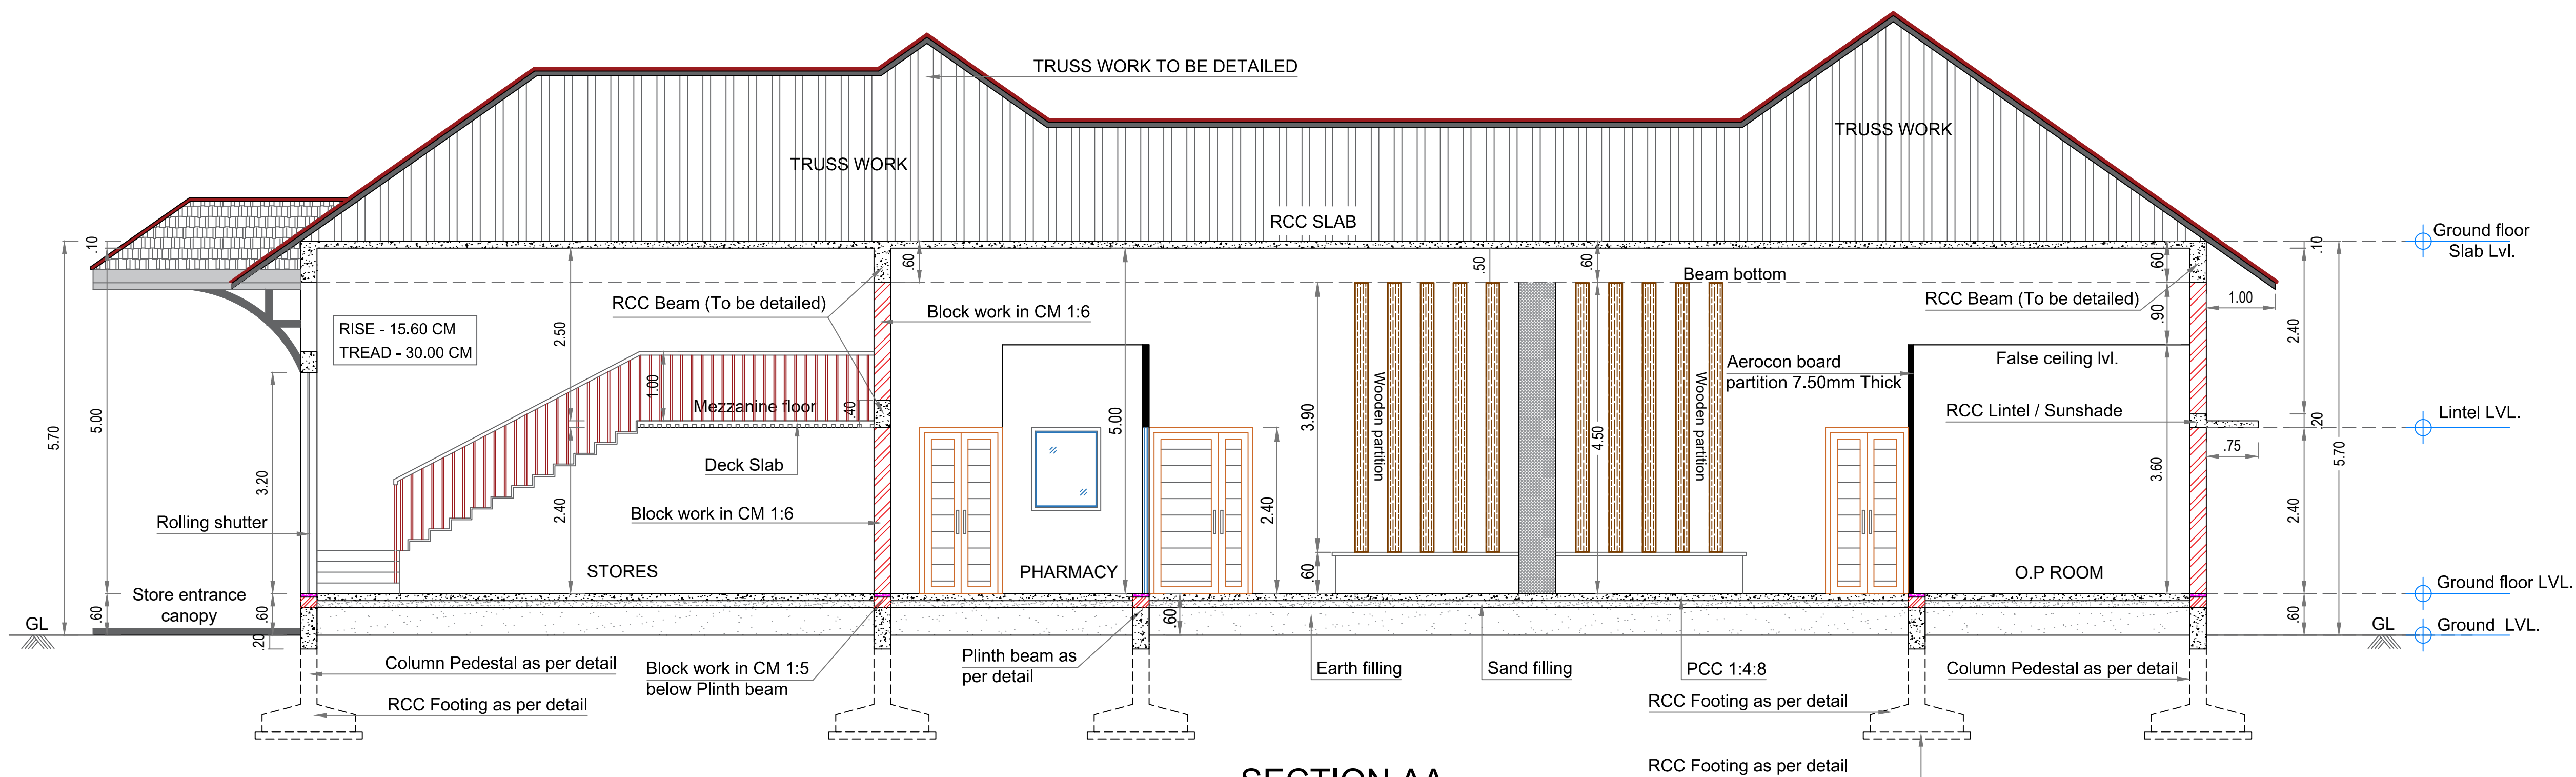 TRUSS WORK TO BE DETAILED
TRUSS WORK
TRUSS WORK
RCC SLAB
Ground floor
Slab Lvl.
.10
.60
.50
.60
.60
.10
Beam bottom
RCC Beam (To be detailed)
Block work in CM 1:6
RCC Beam (To be detailed)
1.00
RISE - 15.60 CM
TREAD - 30.00 CM
2.50
.90
2.40
False ceiling lvl.
Aerocon board
partition 7.50mm Thick
1.00
Mezzanine floor
.40
Wooden partition
Wooden partition
RCC Lintel / Sunshade
Lintel LVL.
.20
5.70
5.00
5.00
3.90
4.50
.75
5.70
Deck Slab
3.20
3.60
2.40
2.40
2.40
Block work in CM 1:6
Rolling shutter
STORES
PHARMACY
.60
O.P ROOM
Ground floor LVL.
Store entrance
canopy
.60
.60
.60
.60
GL
.20
GL
Ground LVL.
Column Pedestal as per detail
Block work in CM 1:5
below Plinth beam
Plinth beam as
per detail
Earth filling
Sand filling
PCC 1:4:8
Column Pedestal as per detail
RCC Footing as per detail
RCC Footing as per detail
RCC Footing as per detail
SECTION AA